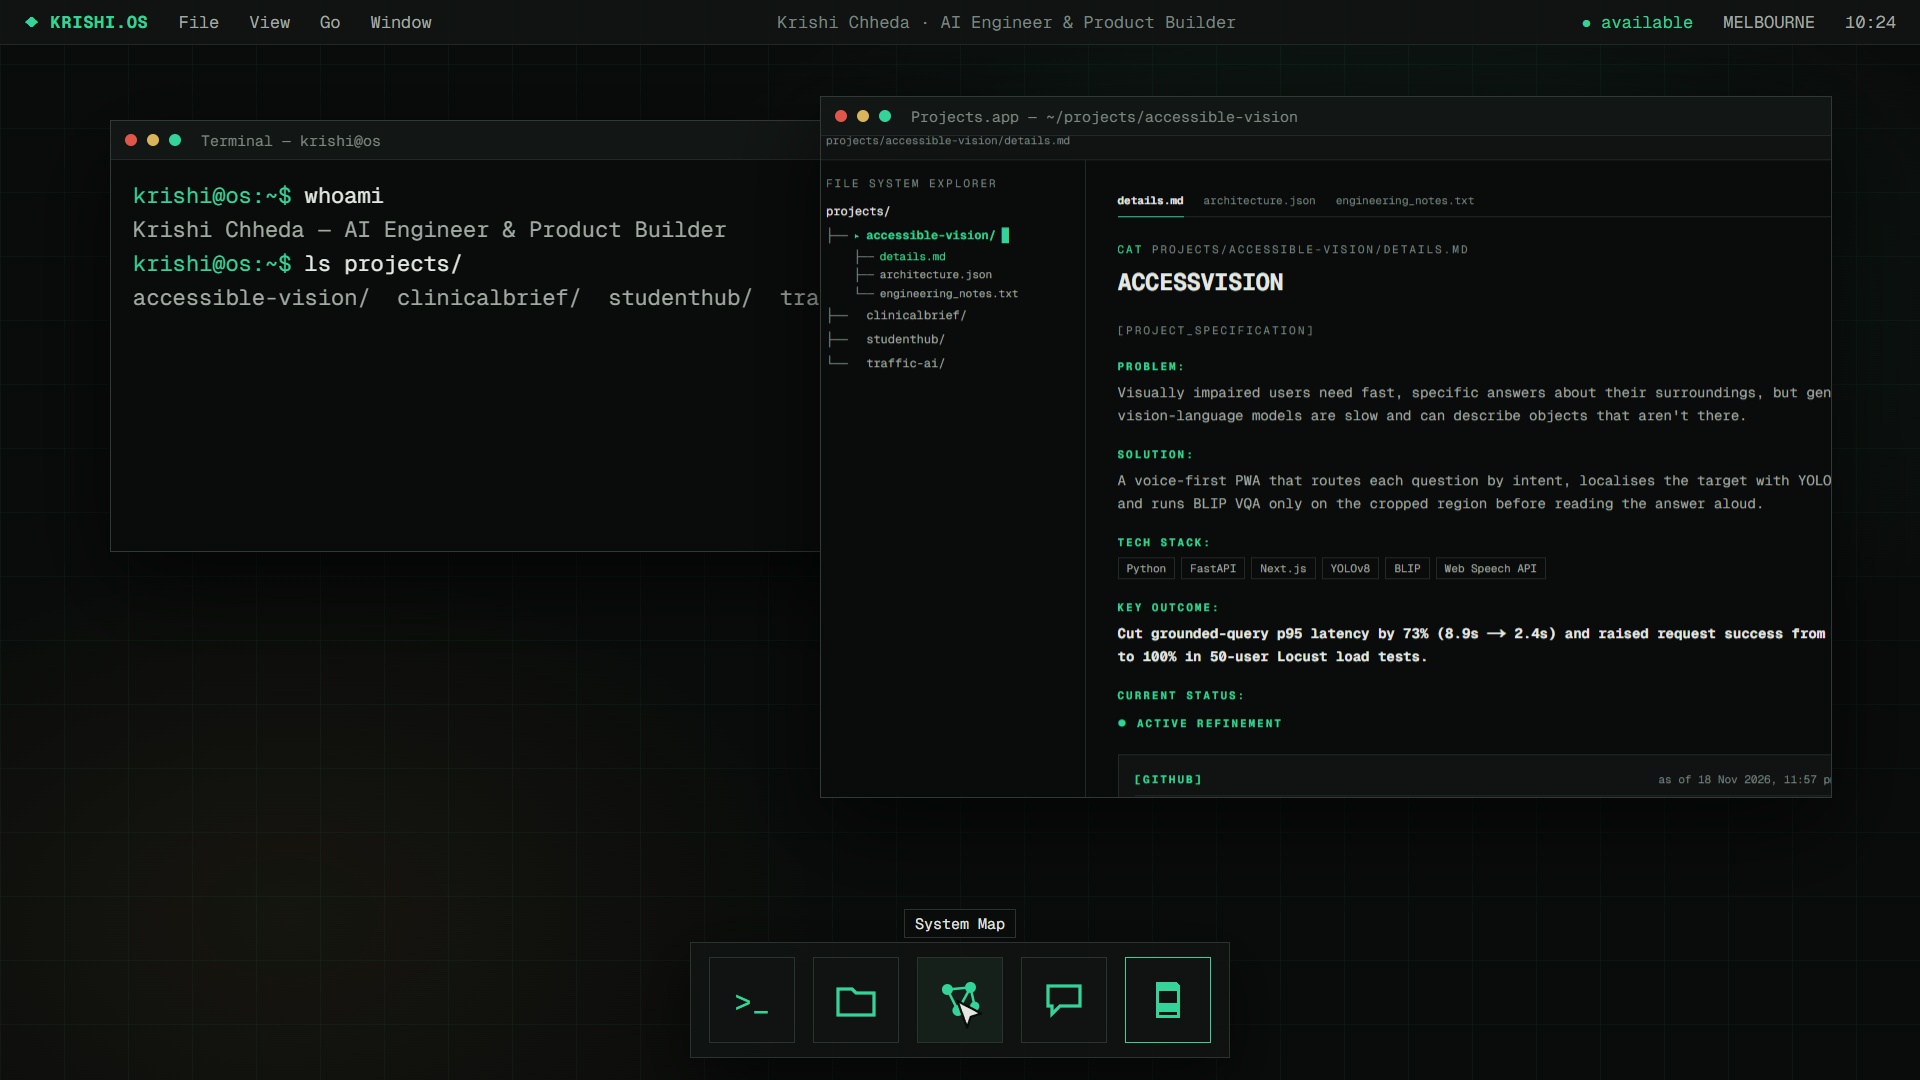 KRISHI.OS File View Go Window Krishi Chheda · AI Engineer & Product Builder available MELBOURNE 10:24
Terminal — krishi@os
krishi@os:~$ whoami
Krishi Chheda — AI Engineer & Product Builder
krishi@os:~$ ls projects/
accessible-vision/ clinicalbrief/ studenthub/ tra
Projects.app — ~/projects/accessible-vision
projects/accessible-vision/details.md
FILE SYSTEM EXPLORER
projects/
├── ▸ accessible-vision/
├── details.md
├── architecture.json
└── engineering_notes.txt
├── clinicalbrief/
├── studenthub/
└── traffic-ai/
details.md architecture.json engineering_notes.txt
CAT PROJECTS/ACCESSIBLE-VISION/DETAILS.MD
ACCESSVISION
[PROJECT_SPECIFICATION]
PROBLEM:
Visually impaired users need fast, specific answers about their surroundings, but gen
vision-language models are slow and can describe objects that aren't there.
SOLUTION:
A voice-first PWA that routes each question by intent, localises the target with YOLO
and runs BLIP VQA only on the cropped region before reading the answer aloud.
TECH STACK:
Python FastAPI Next.js YOLOv8 BLIP Web Speech API
KEY OUTCOME:
Cut grounded-query p95 latency by 73% (8.9s → 2.4s) and raised request success from
to 100% in 50-user Locust load tests.
CURRENT STATUS:
ACTIVE REFINEMENT
[GITHUB] as of 18 Nov 2026, 11:57 p
System Map
>_